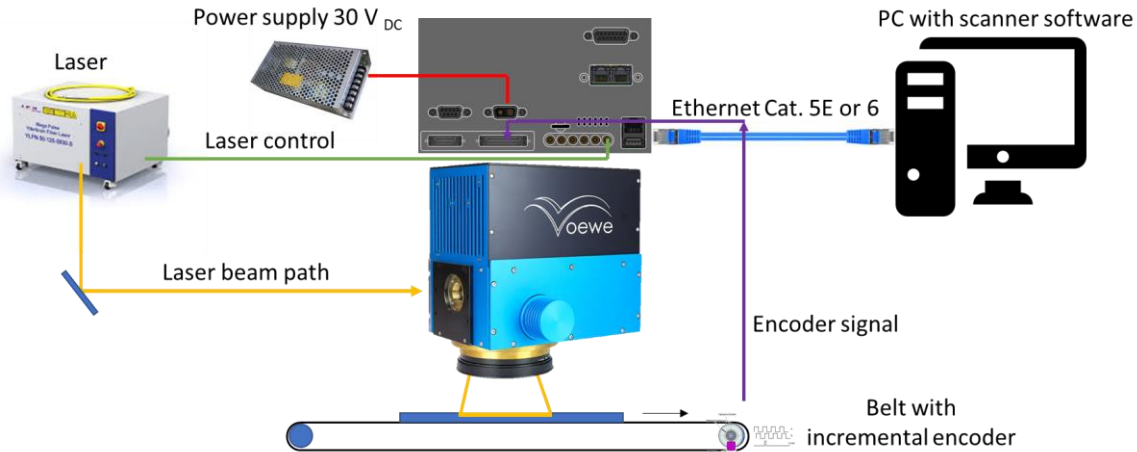 Power supply 30 V DC
PC with scanner software
Laser
Ethernet Cat. 5E or 6
Laser control
oewe
Laser beam path
Encoder signal
Belt with
incremental encoder